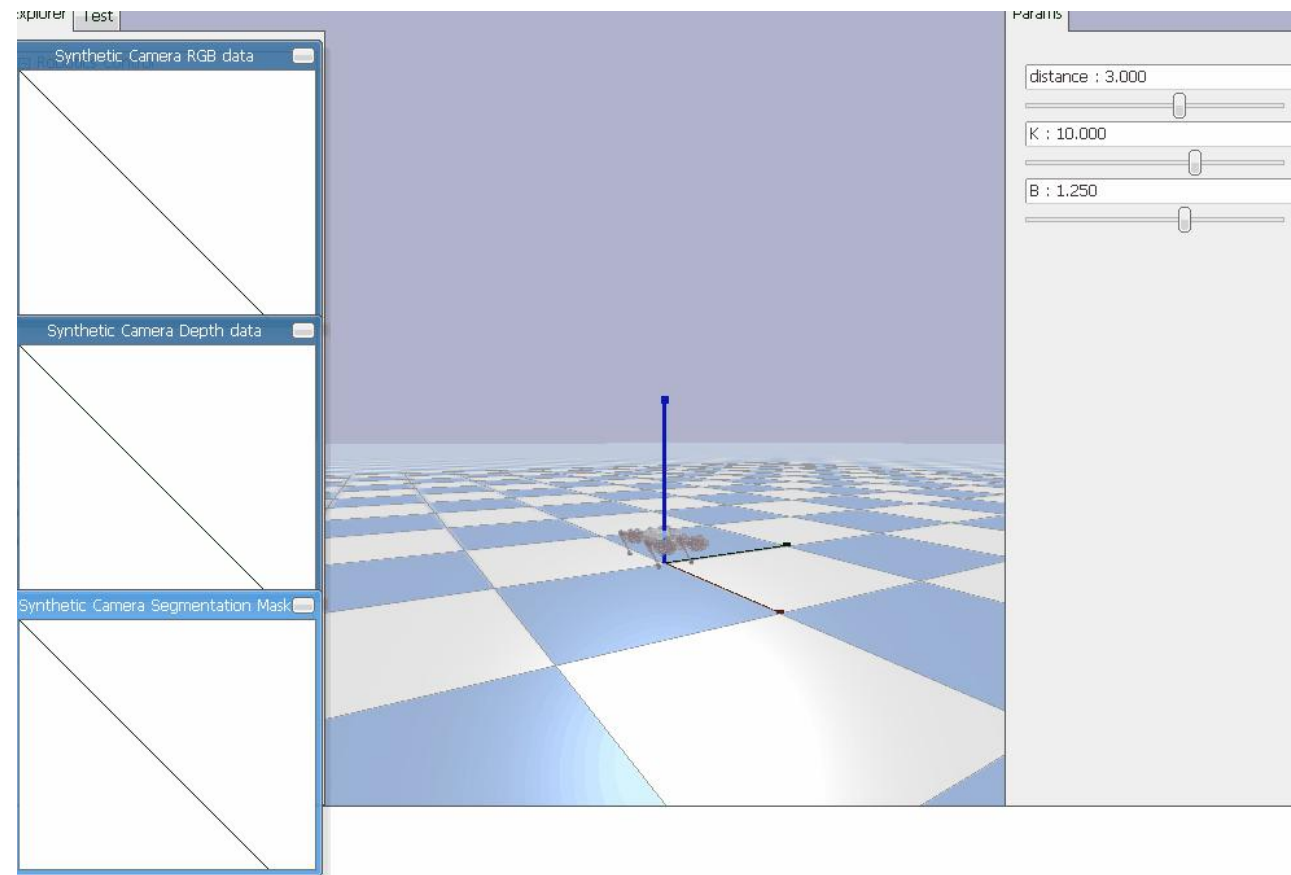 Test
Synthetic Camera RGB data
Synthetic Camera Depth data
Synthetic Camera Segmentation Mask
Params
distance : 3.000
K : 10.000
B : 1.250